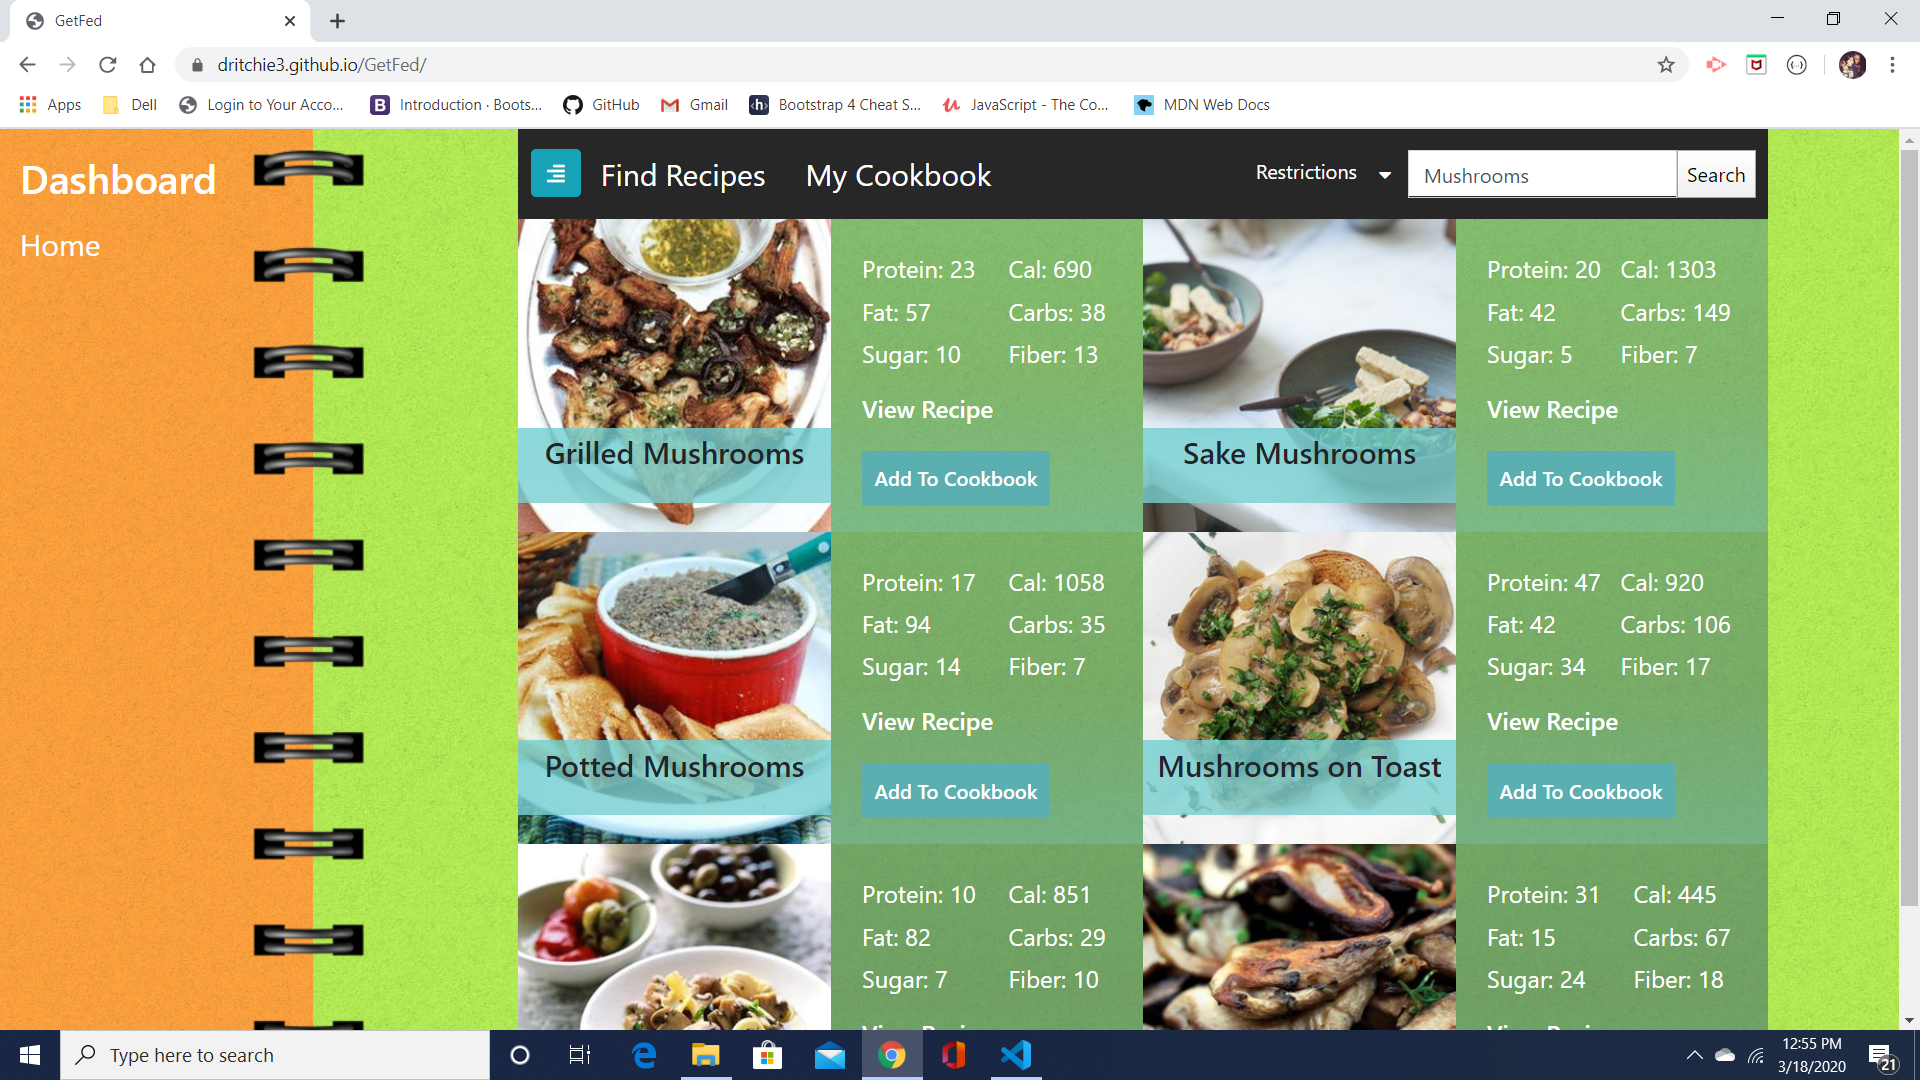 GetFed
dritchie3.github.io/GetFed/
Apps
Dell
Login to Your Acco...
Introduction · Boots...
GitHub
Gmail
Bootstrap 4 Cheat S...
JavaScript - The Co...
MDN Web Docs
Dashboard
Home
Find Recipes
My Cookbook
Restrictions
Mushrooms
Search
Grilled Mushrooms
Protein: 23 Cal: 690
Fat: 57 Carbs: 38
Sugar: 10 Fiber: 13
View Recipe
Add To Cookbook
Sake Mushrooms
Protein: 20 Cal: 1303
Fat: 42 Carbs: 149
Sugar: 5 Fiber: 7
View Recipe
Add To Cookbook
Potted Mushrooms
Protein: 17 Cal: 1058
Fat: 94 Carbs: 35
Sugar: 14 Fiber: 7
View Recipe
Add To Cookbook
Mushrooms on Toast
Protein: 47 Cal: 920
Fat: 42 Carbs: 106
Sugar: 34 Fiber: 17
View Recipe
Add To Cookbook
Protein: 10 Cal: 851
Fat: 82 Carbs: 29
Sugar: 7 Fiber: 10
Protein: 31 Cal: 445
Fat: 15 Carbs: 67
Sugar: 24 Fiber: 18
Type here to search
12:55 PM
3/18/2020
21